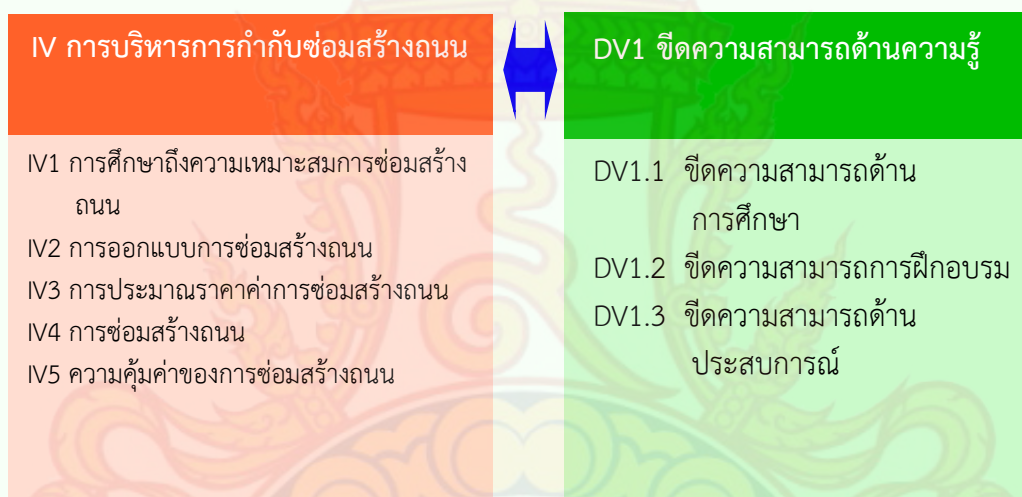 IV การบริหารการกำกับซ่อมสร้างถนน
IV1 การศึกษาถึงความเหมาะสมการซ่อมสร้าง
ถนน
IV2 การออกแบบการซ่อมสร้างถนน
IV3 การประมาณราคาค่าการซ่อมสร้างถนน
IV4 การซ่อมสร้างถนน
IV5 ความคุ้มค่าของการซ่อมสร้างถนน
DV1 ขีดความสามารถด้านความรู้
DV1.1 ขีดความสามารถด้าน
การศึกษา
DV1.2 ขีดความสามารถการฝึกอบรม
DV1.3 ขีดความสามารถด้าน
ประสบการณ์